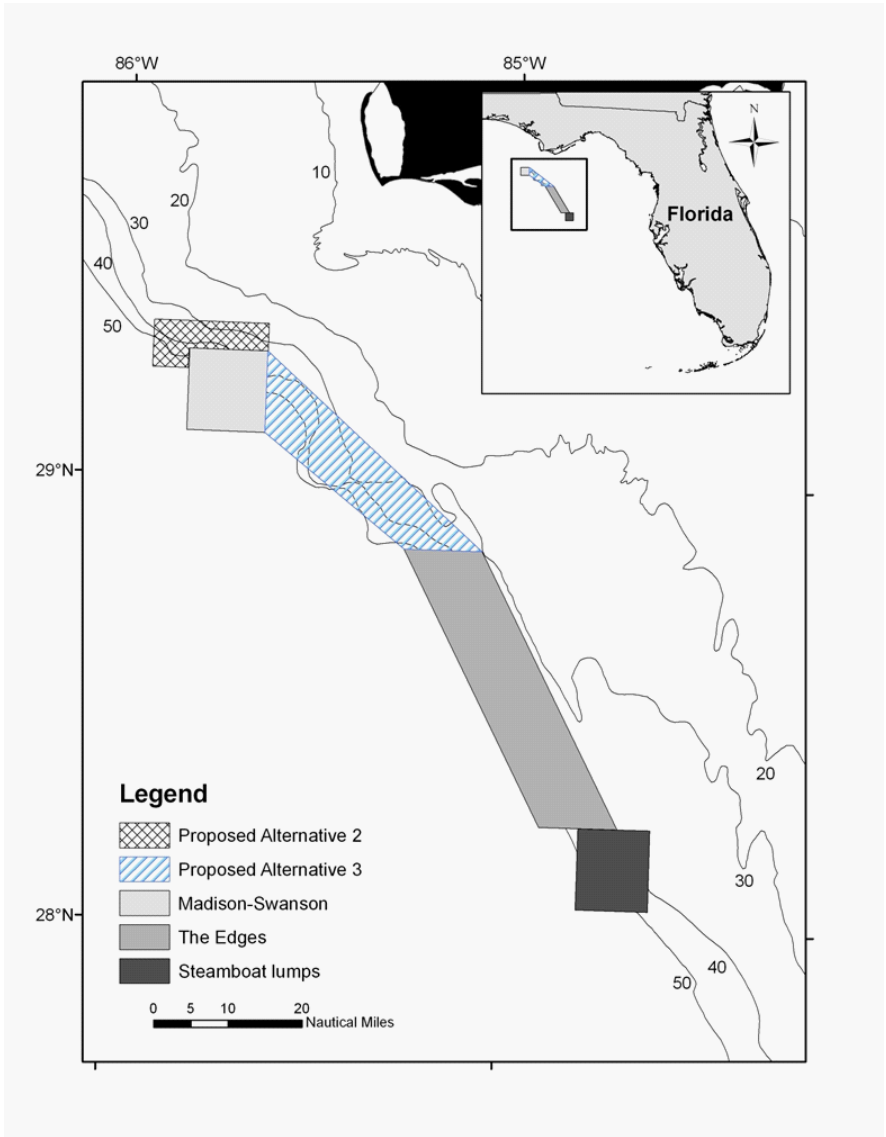 86°W
85°W
N
10
20
30
Florida
40
50
29°N
Legend
20
Proposed Alternative 2
Proposed Alternative 3
30
Madison-Swanson
28°N
The Edges
40
Steamboat lumps
50
0 5 10 20
Nautical Miles